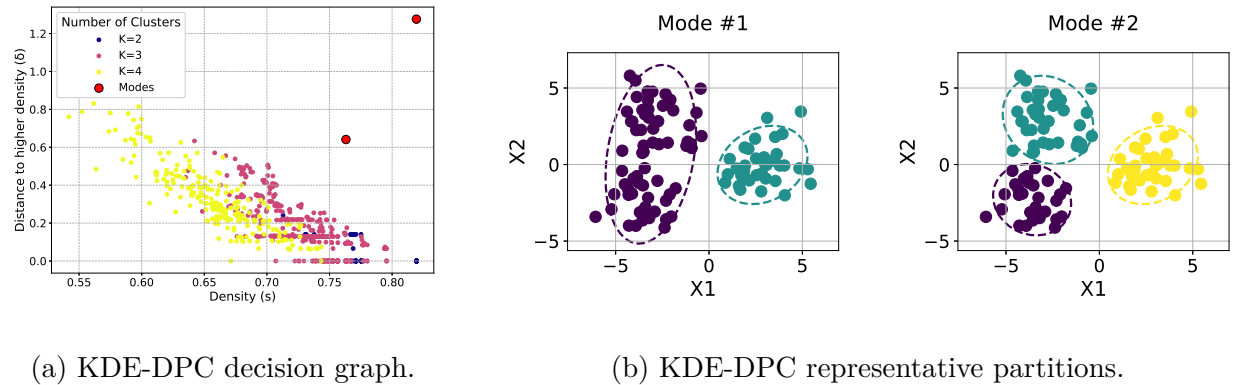 Number of Clusters
K=2
K=3
K=4
Modes
Distance to higher density (δ)
1.2
1.0
0.8
0.6
0.4
0.2
0.0
0.55 0.60 0.65 0.70 0.75 0.80
Density (s)
Mode #1
X2
5
0
−5
−5 0 5
X1
Mode #2
X2
5
0
−5
−5 0 5
X1
(a) KDE-DPC decision graph.
(b) KDE-DPC representative partitions.